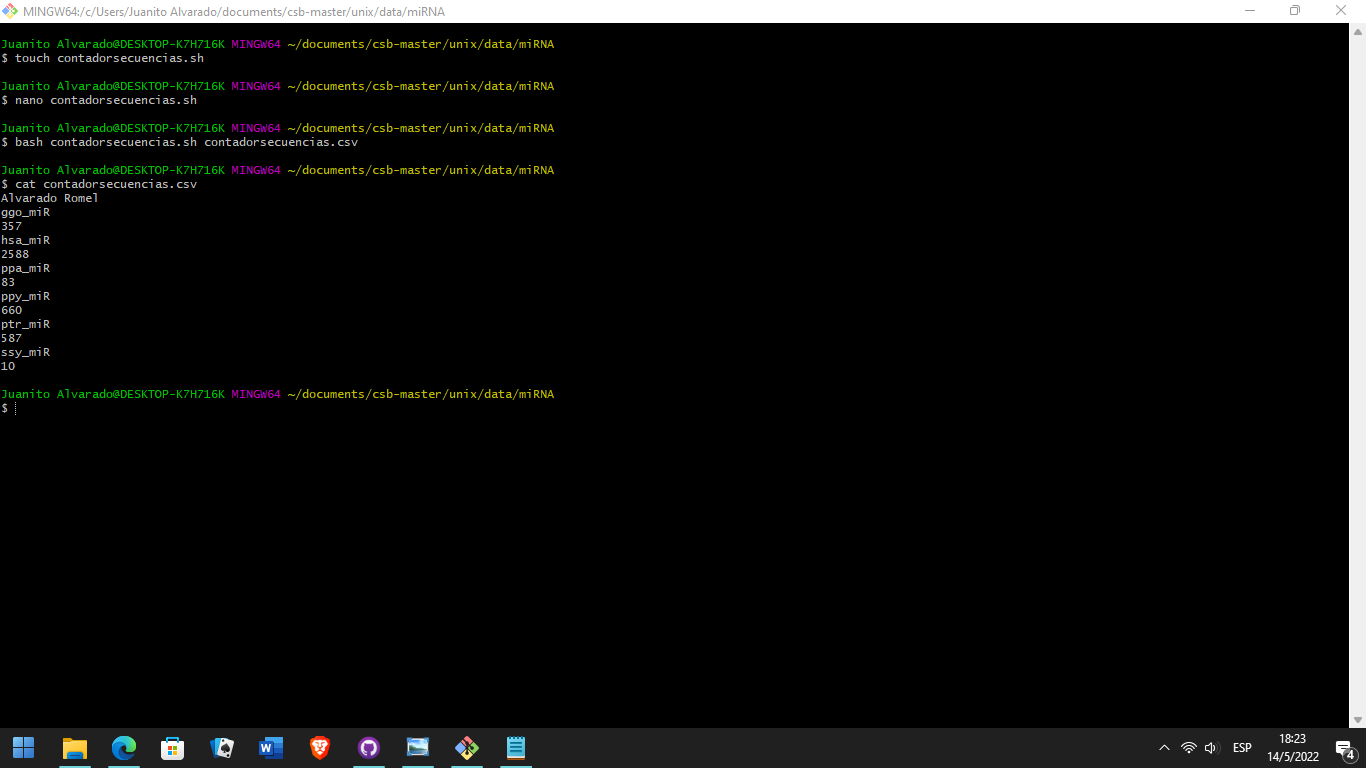 MINGW64:/c/Users/Juanito Alvarado/documents/csb-master/unix/data/miRNA
Juanito Alvarado@DESKTOP-K7H716K MINGW64 ~/documents/csb-master/unix/data/miRNA
$ touch contadorsecuencias.sh
Juanito Alvarado@DESKTOP-K7H716K MINGW64 ~/documents/csb-master/unix/data/miRNA
$ nano contadorsecuencias.sh
Juanito Alvarado@DESKTOP-K7H716K MINGW64 ~/documents/csb-master/unix/data/miRNA
$ bash contadorsecuencias.sh contadorsecuencias.csv
Juanito Alvarado@DESKTOP-K7H716K MINGW64 ~/documents/csb-master/unix/data/miRNA
$ cat contadorsecuencias.csv
Alvarado Romel
ggo_miR
357
hsa_miR
2588
ppa_miR
83
ppy_miR
660
ptr_miR
587
ssy_miR
10
Juanito Alvarado@DESKTOP-K7H716K MINGW64 ~/documents/csb-master/unix/data/miRNA
$
W
ESP
18:23
14/5/2022
4